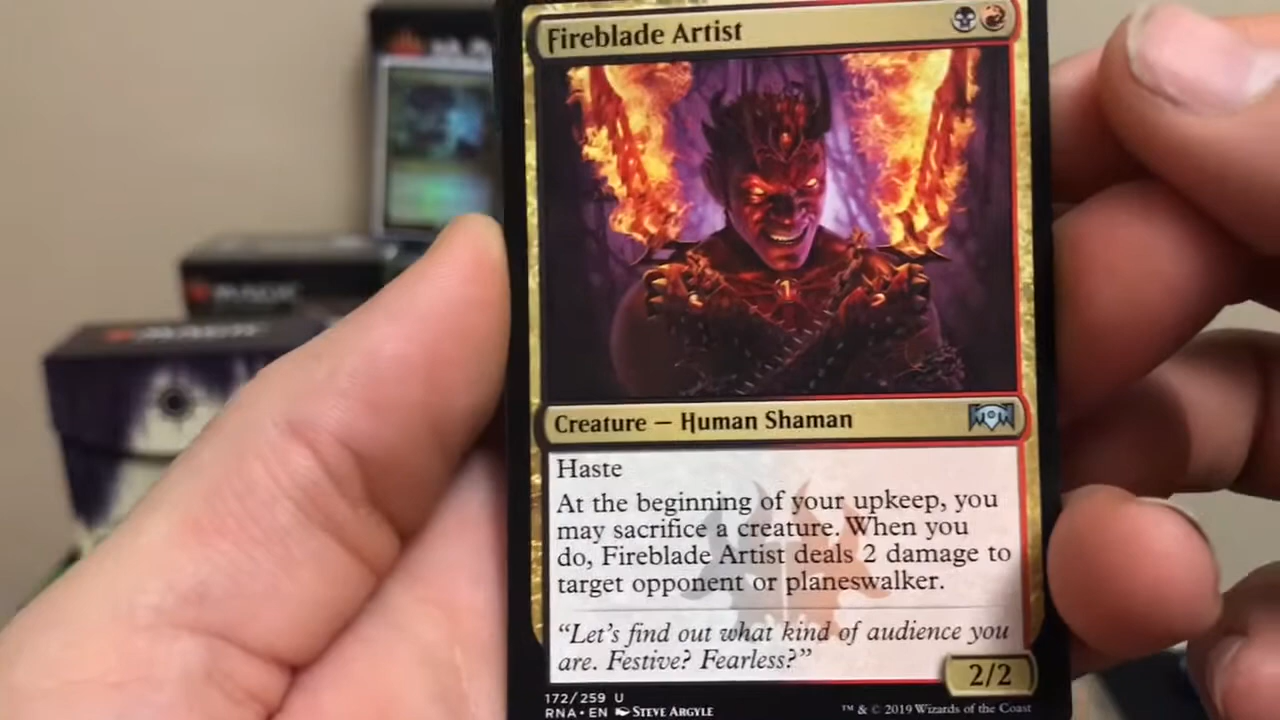 Fireblade Artist
Creature — Human Shaman
Haste
At the beginning of your upkeep, you
may sacrifice a creature. When you
do, Fireblade Artist deals 2 damage to
target opponent or planeswalker.
“Let’s find out what kind of audience you
are. Festive? Fearless?”
2/2
172/259 U
RNA • EN STEVE ARGYLE
™ & © 2019 Wizards of the Coast
MAGIC
MAGIC